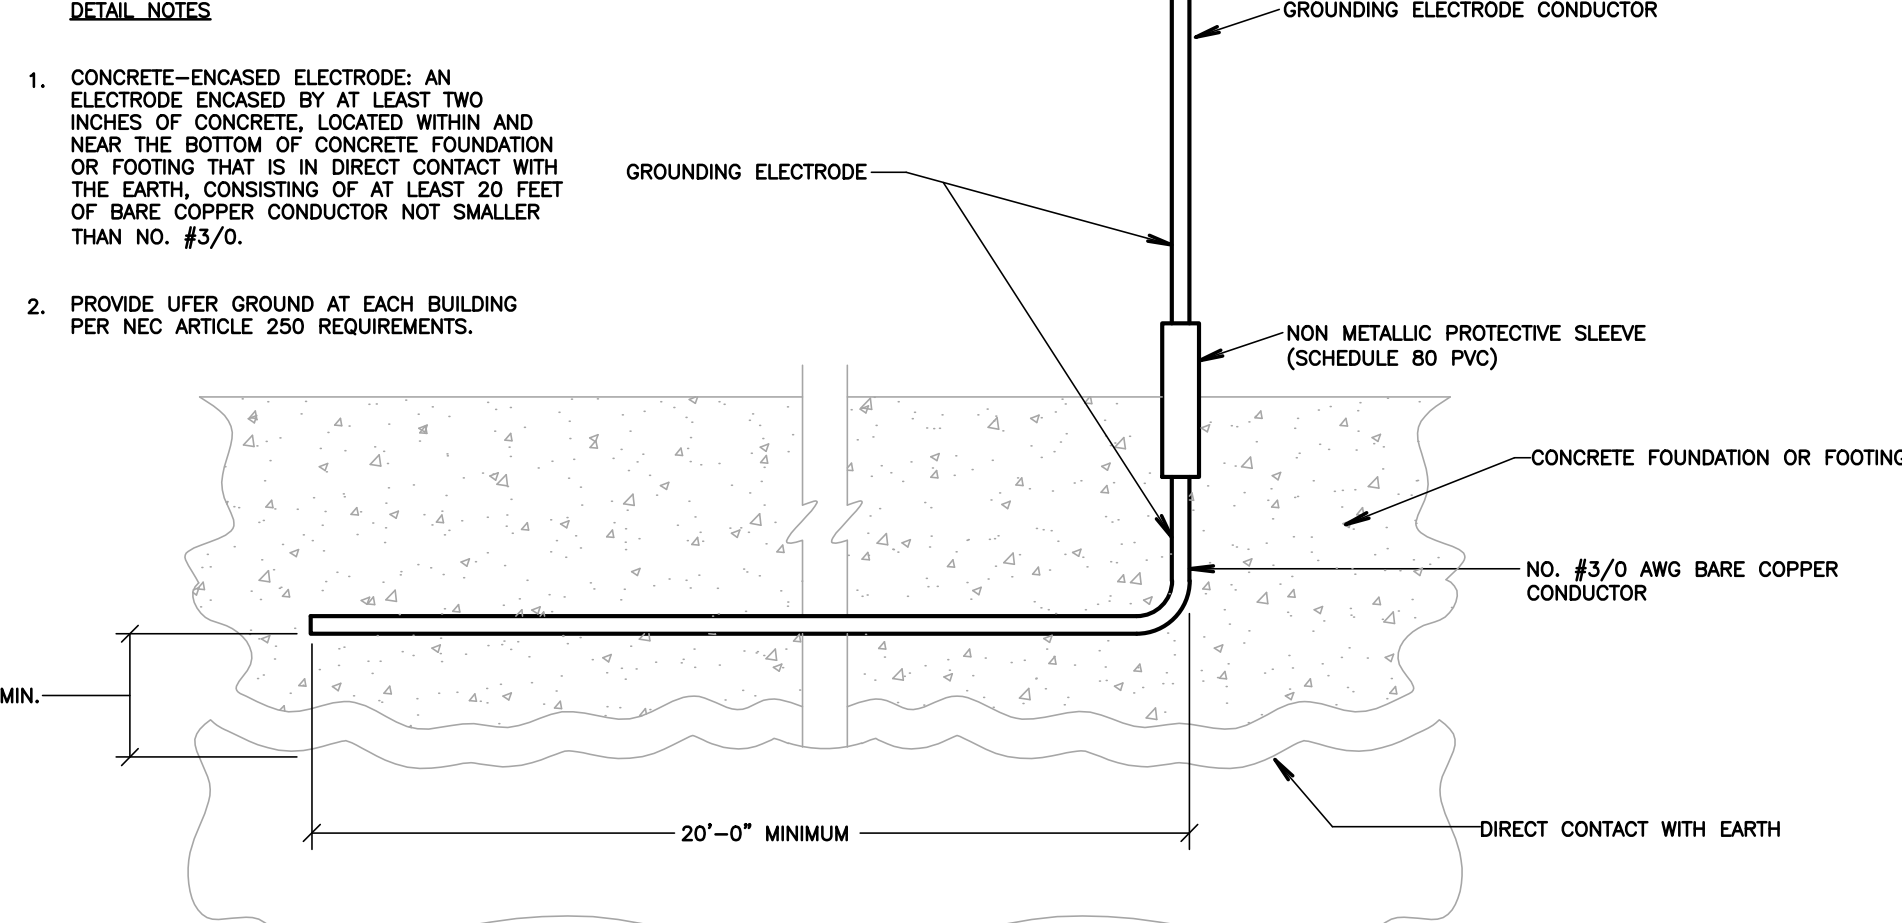 DETAIL NOTES
1. CONCRETE-ENCASED ELECTRODE: AN
ELECTRODE ENCASED BY AT LEAST TWO
INCHES OF CONCRETE, LOCATED WITHIN AND
NEAR THE BOTTOM OF CONCRETE FOUNDATION
OR FOOTING THAT IS IN DIRECT CONTACT WITH
THE EARTH, CONSISTING OF AT LEAST 20 FEET
OF BARE COPPER CONDUCTOR NOT SMALLER
THAN NO. #3/0.
2. PROVIDE UFER GROUND AT EACH BUILDING
PER NEC ARTICLE 250 REQUIREMENTS.
GROUNDING ELECTRODE CONDUCTOR
GROUNDING ELECTRODE
NON METALLIC PROTECTIVE SLEEVE
(SCHEDULE 80 PVC)
CONCRETE FOUNDATION OR FOOTING
NO. #3/0 AWG BARE COPPER
CONDUCTOR
MIN.
20'-0" MINIMUM
DIRECT CONTACT WITH EARTH